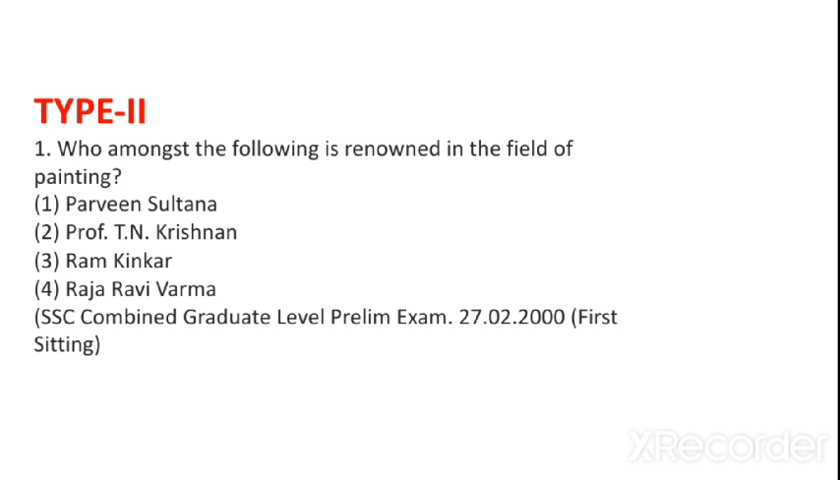 TYPE-II
1. Who amongst the following is renowned in the field of
painting?
(1) Parveen Sultana
(2) Prof. T.N. Krishnan
(3) Ram Kinkar
(4) Raja Ravi Varma
(SSC Combined Graduate Level Prelim Exam. 27.02.2000 (First
Sitting)
XRecorder